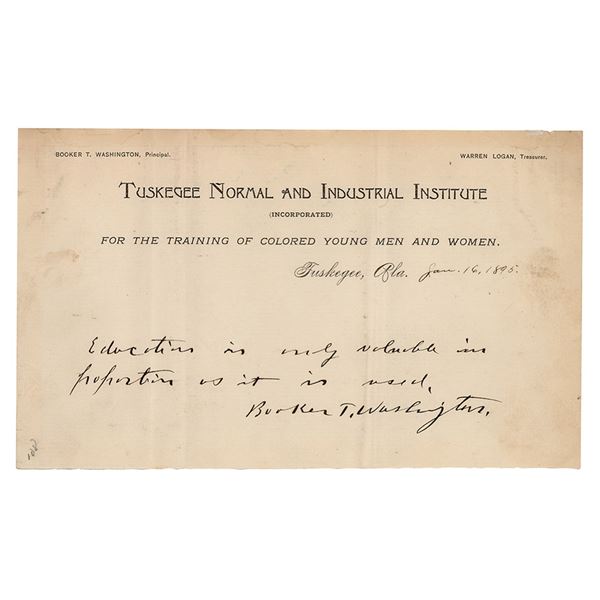 BOOKER T. WASHINGTON, Principal.
WARREN LOGAN, Treasurer.
TUSKEGEE NORMAL AND INDUSTRIAL INSTITUTE
(INCORPORATED)
FOR THE TRAINING OF COLORED YOUNG MEN AND WOMEN.
Tuskegee, Ala. Jan. 16, 1895.
Education is only valuable in
proportion as it is used.
Booker T. Washington.
188